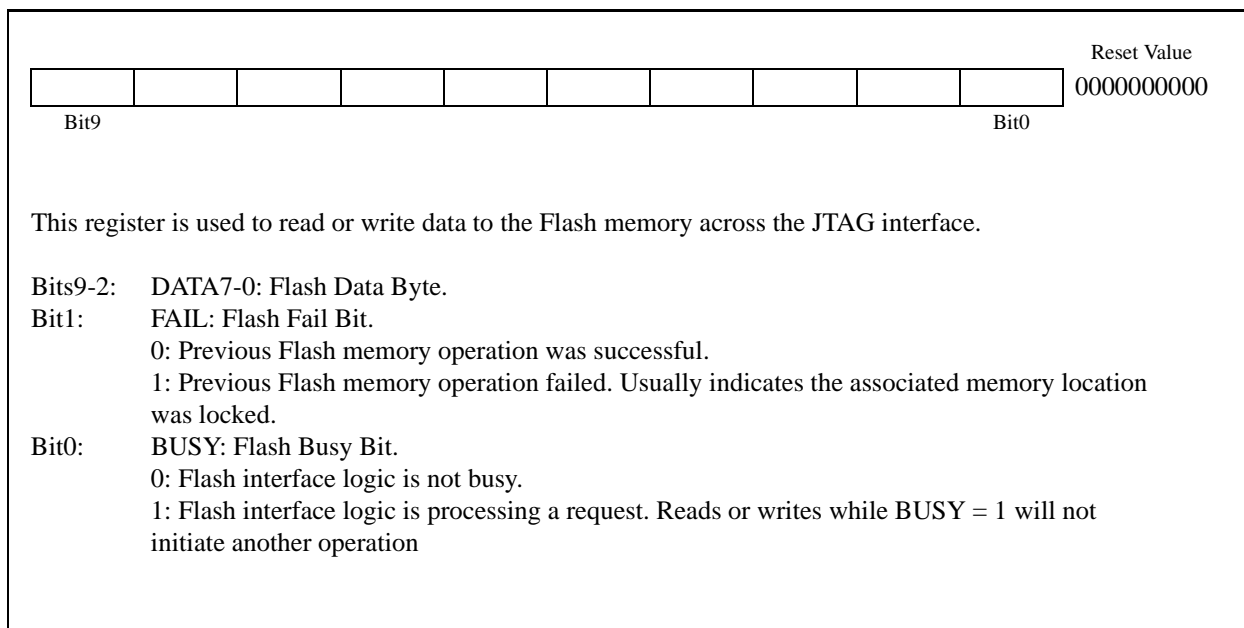 Reset Value
0000000000
Bit9 Bit0
This register is used to read or write data to the Flash memory across the JTAG interface.
Bits9-2: DATA7-0: Flash Data Byte.
Bit1: FAIL: Flash Fail Bit.
0: Previous Flash memory operation was successful.
1: Previous Flash memory operation failed. Usually indicates the associated memory location
was locked.
Bit0: BUSY: Flash Busy Bit.
0: Flash interface logic is not busy.
1: Flash interface logic is processing a request. Reads or writes while BUSY = 1 will not
initiate another operation